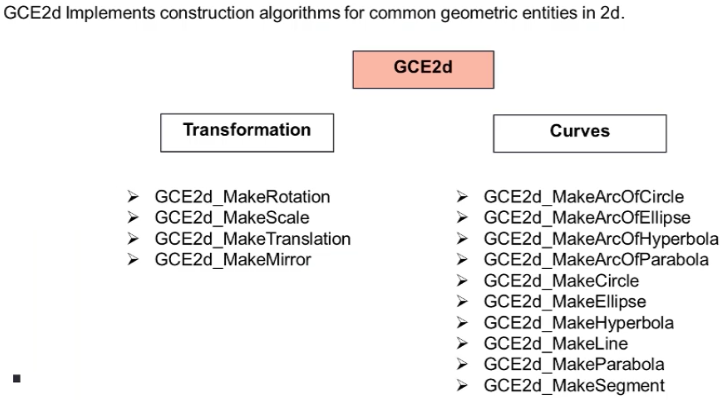 GCE2d Implements construction algorithms for common geometric entities in 2d.
GCE2d
Transformation
➢ GCE2d_MakeRotation
➢ GCE2d_MakeScale
➢ GCE2d_MakeTranslation
➢ GCE2d_MakeMirror
Curves
➢ GCE2d_MakeArcOfCircle
➢ GCE2d_MakeArcOfEllipse
➢ GCE2d_MakeArcOfHyperbola
➢ GCE2d_MakeArcOfParabola
➢ GCE2d_MakeCircle
➢ GCE2d_MakeEllipse
➢ GCE2d_MakeHyperbola
➢ GCE2d_MakeLine
➢ GCE2d_MakeParabola
➢ GCE2d_MakeSegment